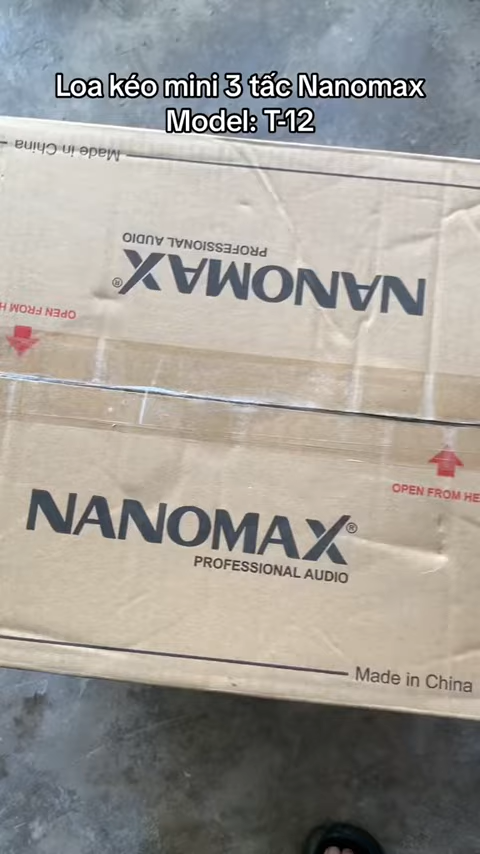 Loa kéo mini 3 tấc Nanomax
Model: T-12
Made in China
PROFESSIONAL AUDIO
NANOMAX®
OPEN FROM H
OPEN FROM HE
NANOMAX®
PROFESSIONAL AUDIO
Made in China